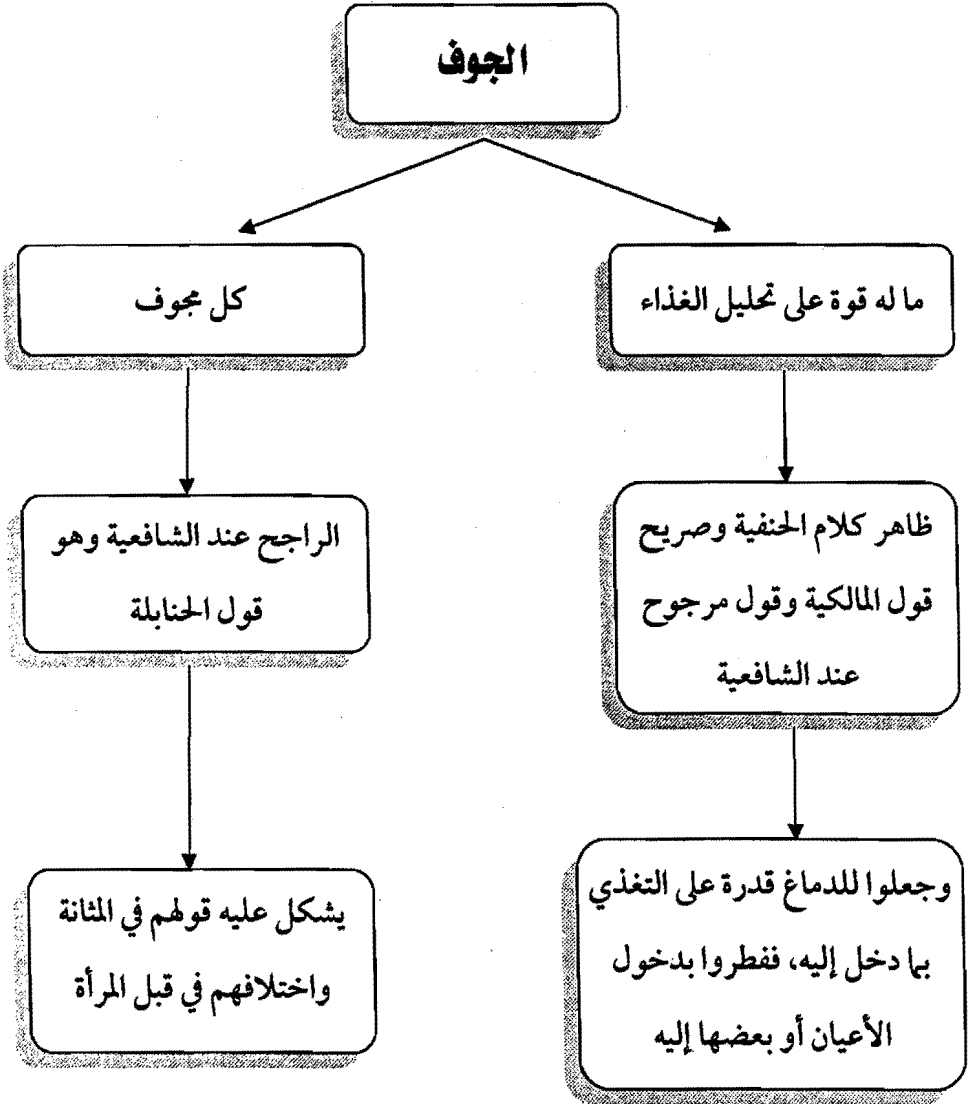 الجوف
ما له قوة على تحليل الغذاء
ظاهر كلام الحنفية وصريح
قول المالكية وقول مرجوح
عند الشافعية
وجعلوا للدماغ قدرة على التغذي
بما دخل إليه، ففطروا بدخول
الأعيان أو بعضها إليه
كل مجوف
الراجح عند الشافعية وهو
قول الحنابلة
يشكل عليه قولهم في المثانة
واختلافهم في قبل المرأة